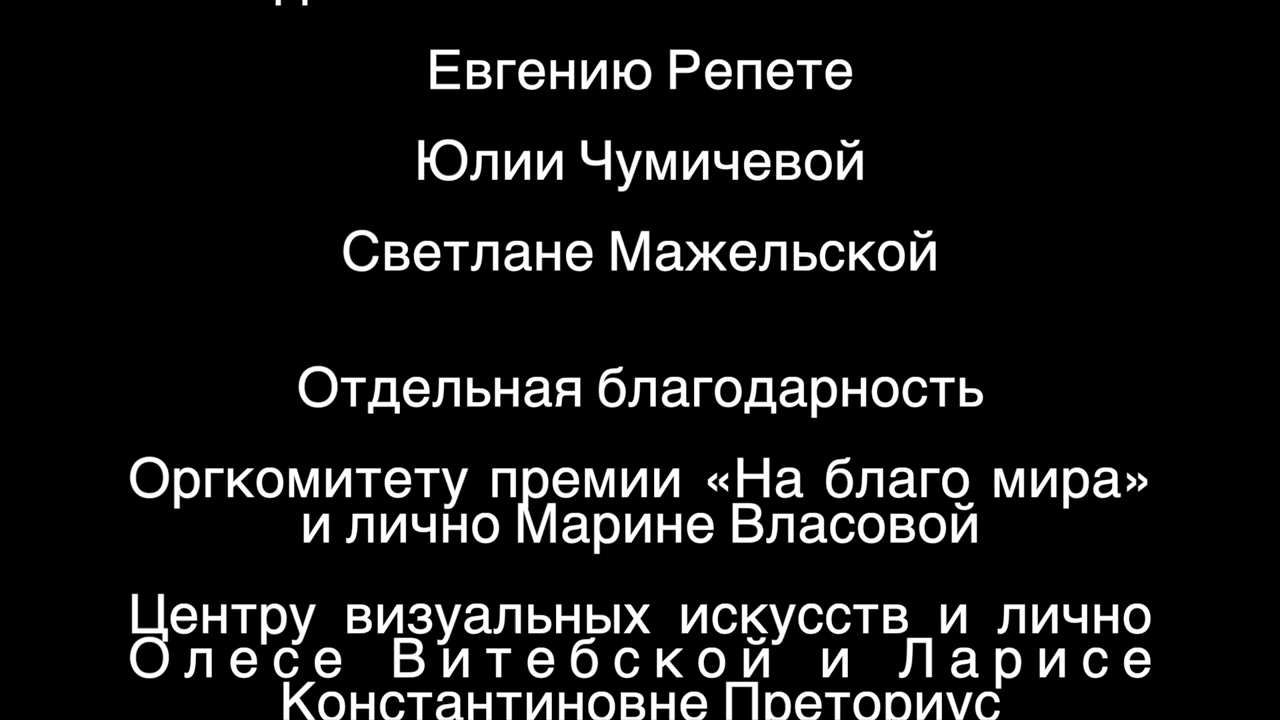 Евгению Репете
Юлии Чумичевой
Светлане Мажельской
Отдельная благодарность
Оргкомитету премии «На благо мира»
и лично Марине Власовой
Центру визуальных искусств и лично
Олесе Витебской и Ларисе
Константиновне Преториус